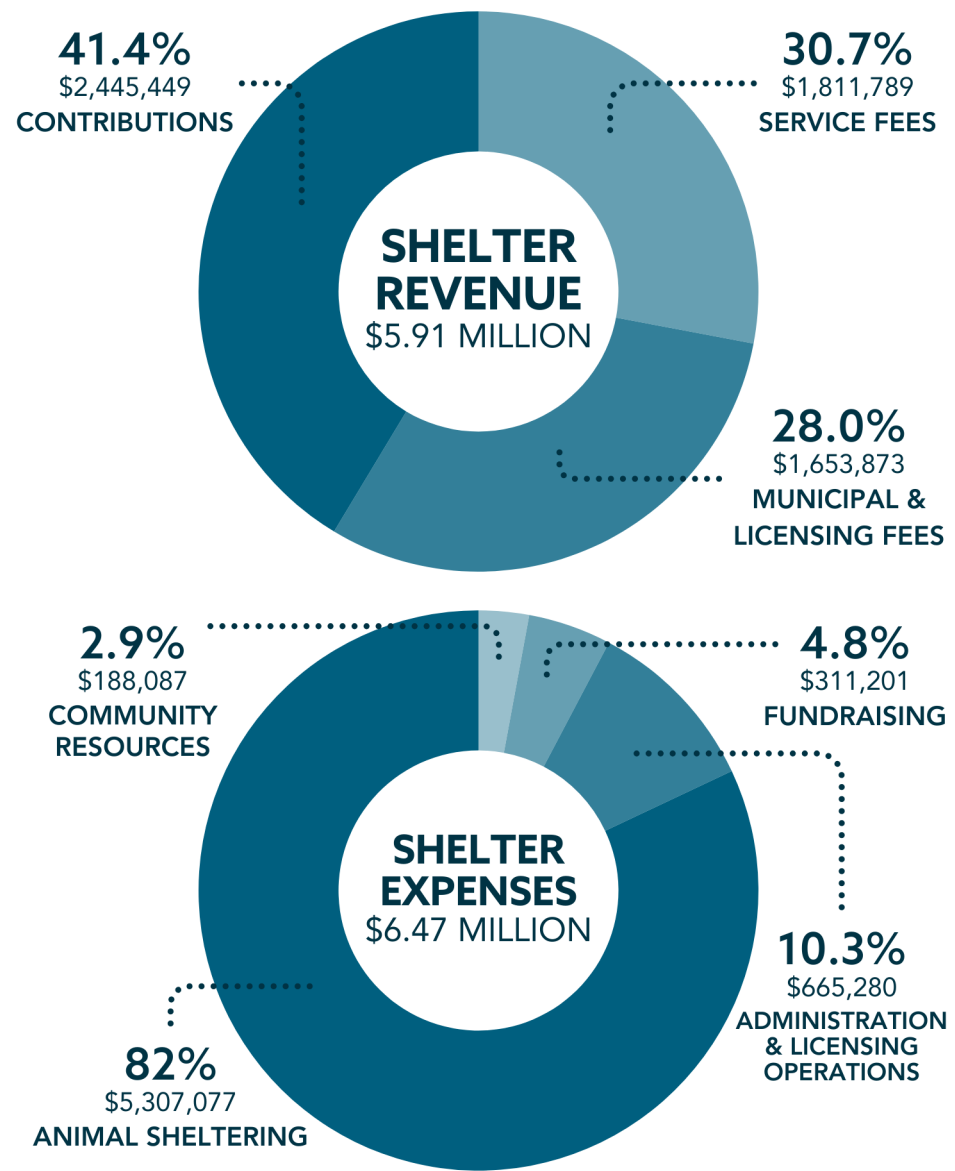 41.4%
$2,445,449
CONTRIBUTIONS
30.7%
$1,811,789
SERVICE FEES
SHELTER
REVENUE
$5.91 MILLION
28.0%
$1,653,873
MUNICIPAL &
LICENSING FEES
2.9%
$188,087
COMMUNITY
RESOURCES
4.8%
$311,201
FUNDRAISING
SHELTER
EXPENSES
$6.47 MILLION
10.3%
$665,280
ADMINISTRATION
& LICENSING
OPERATIONS
82%
$5,307,077
ANIMAL SHELTERING